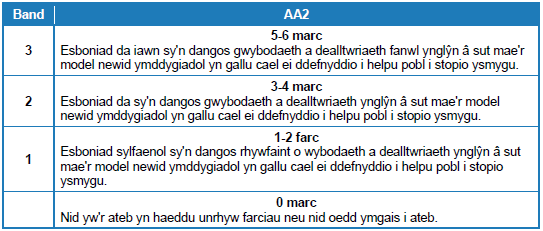 Band AA2
5-6 marc
3 Esboniad da iawn sy'n dangos gwybodaeth a dealltwriaeth fanwl ynglŷn â sut mae'r
model newid ymddygiadol yn gallu cael ei ddefnyddio i helpu pobl i stopio ysmygu.
3-4 marc
2 Esboniad da sy'n dangos gwybodaeth a dealltwriaeth ynglŷn â sut mae'r model
newid ymddygiadol yn gallu cael ei ddefnyddio i helpu pobl i stopio ysmygu.
1-2 farc
1 Esboniad sylfaenol sy'n dangos rhywfaint o wybodaeth a dealltwriaeth ynglŷn â sut
mae'r model newid ymddygiadol yn gallu cael ei ddefnyddio i helpu pobl i stopio
ysmygu.
0 marc
Nid yw'r ateb yn haeddu unrhyw farciau neu nid oedd ymgais i ateb.